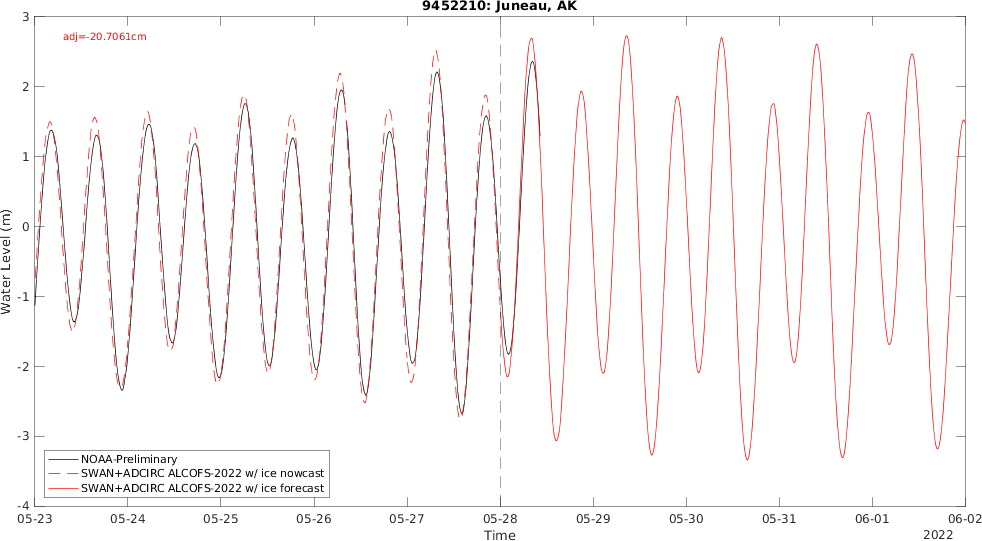 9452210: Juneau, AK
adj=-20.7061cm
3
2
1
0
-1
-2
-3
-4
Water Level (m)
NOAA-Preliminary
SWAN+ADCIRC ALCOFS-2022 w/ ice nowcast
SWAN+ADCIRC ALCOFS-2022 w/ ice forecast
05-23 05-24 05-25 05-26 05-27 05-28 05-29 05-30 05-31 06-01 06-02
Time
2022